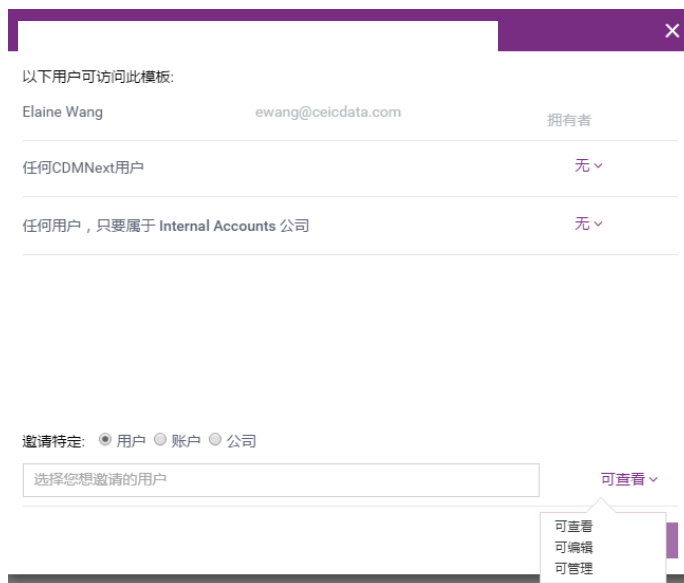 以下用户可访问此模板:
Elaine Wang ewang@ceicdata.com 拥有者
任何CDMNext用户 无
任何用户，只要属于 Internal Accounts 公司 无
邀请特定: 用户 账户 公司
选择您想邀请的用户 可查看
可查看
可编辑
可管理